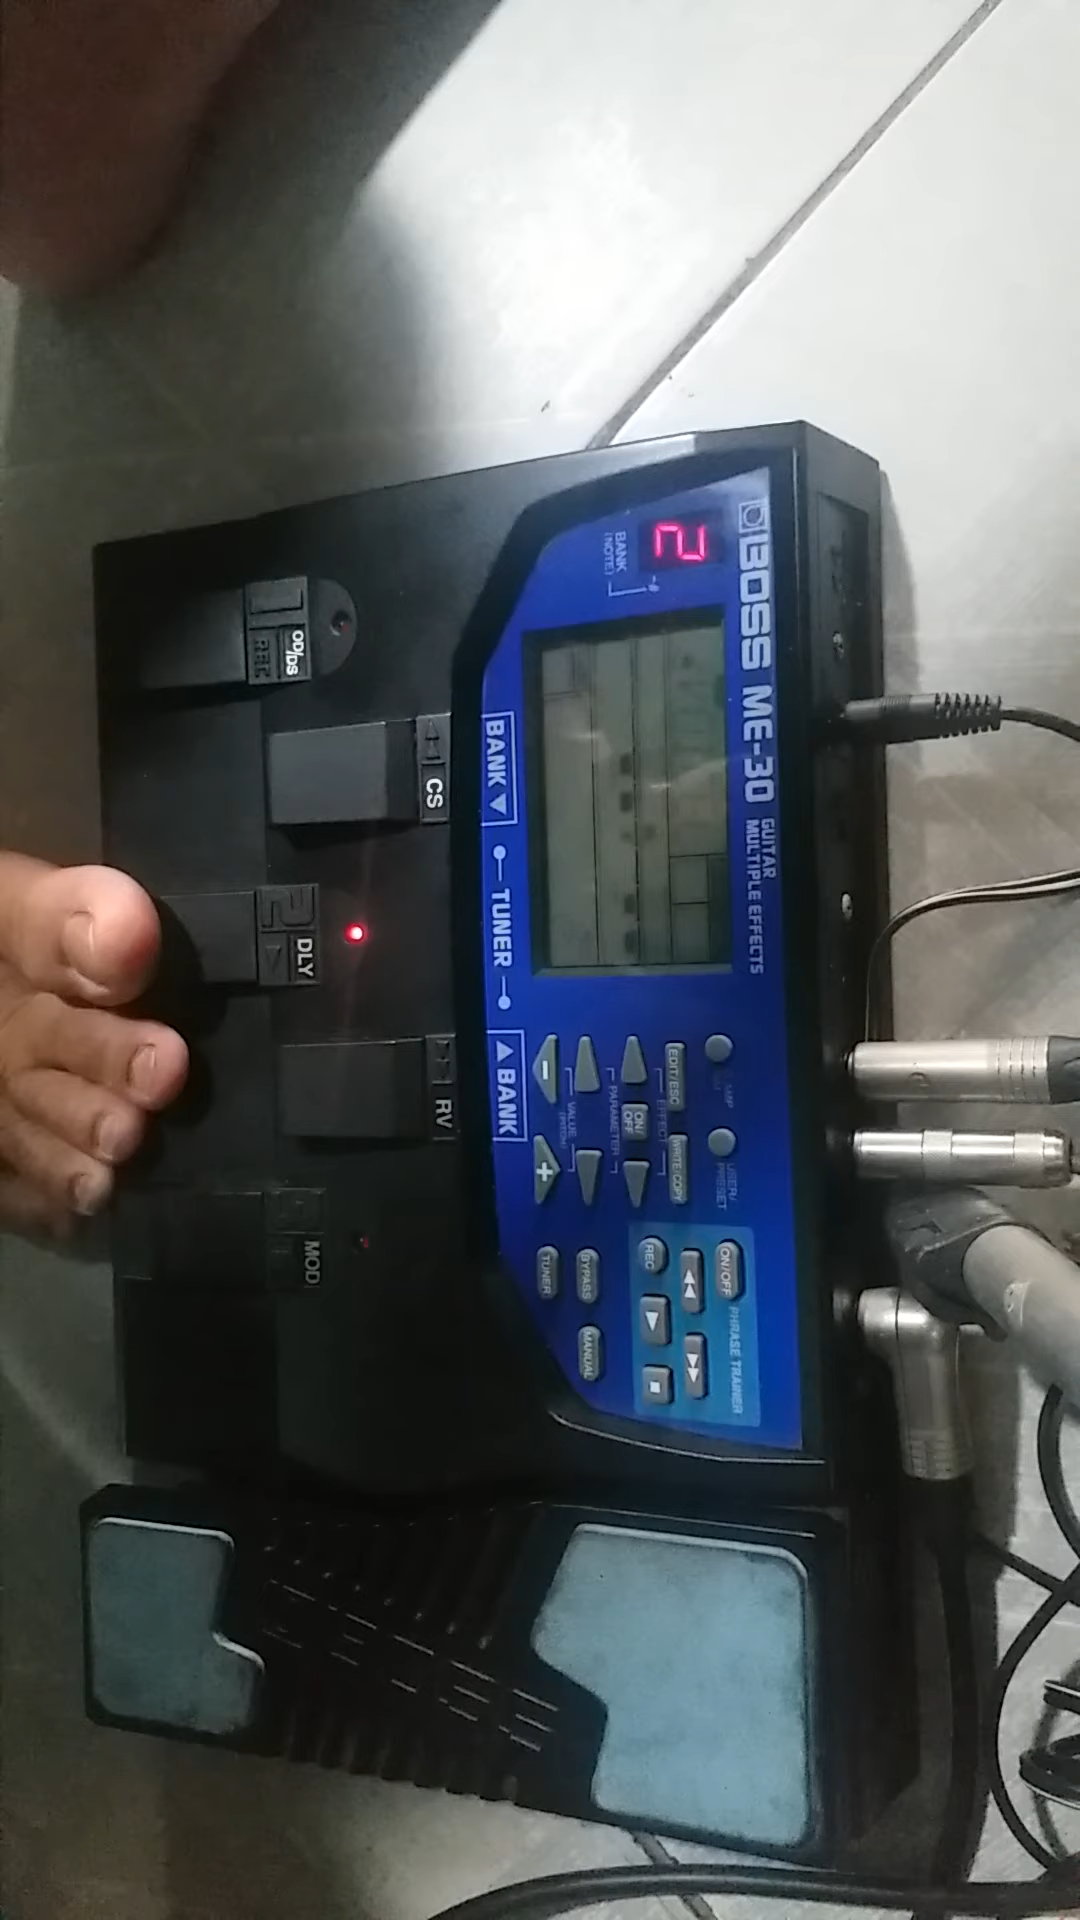 BOSS ME-30 GUITAR
MULTIPLE EFFECTS
2
BANK
(NOTE)
USER/
PRESET
EDIT/ESC
WRITE/COPY
EFFECT
ON/
OFF
PARAMETER
VALUE
- +
ON/OFF
PHRASE TRAINER
REC
BYPASS
MANUAL
TUNER
BANK ▼
TUNER
▲ BANK
CS
RV
1
OD/DS
REC
2
DLY
MOD